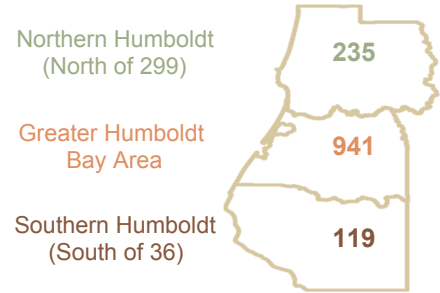 Northern Humboldt
(North of 299)
235
Greater Humboldt
Bay Area
941
Southern Humboldt
(South of 36)
119